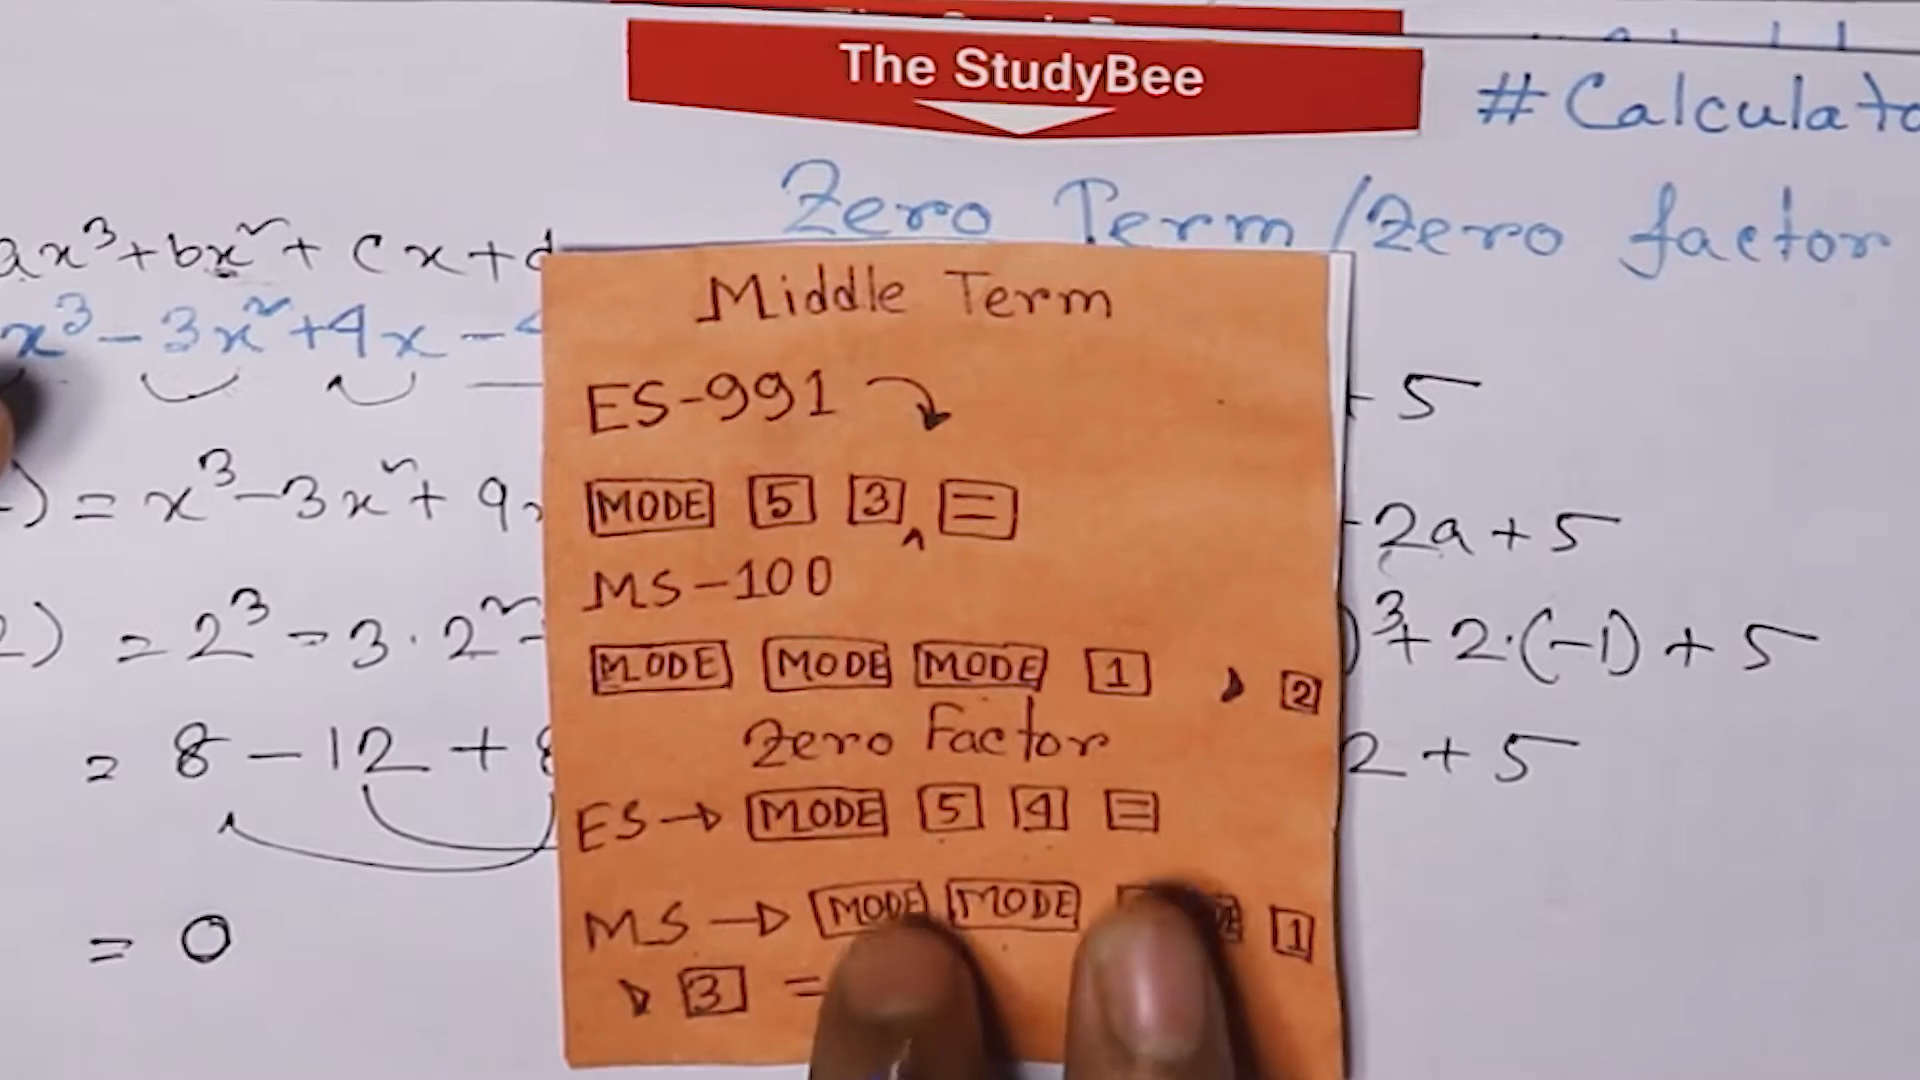 The StudyBee
#Calculato
Zero Term/Zero factor
ax³+bx²+cx+d
x³-3x²+4x-4
+5
)=x³-3x²+4x
-2a+5
2)=2³-3.2²-
)³+2.(-1)+5
=8-12+8
2+5
=0
Middle Term
ES-991
MODE 5 3 =
MS-100
MODE MODE MODE 1 ▸ 2
Zero Factor
ES→ MODE 5 4 =
MS→ MODE MODE 1
▸ 3 =